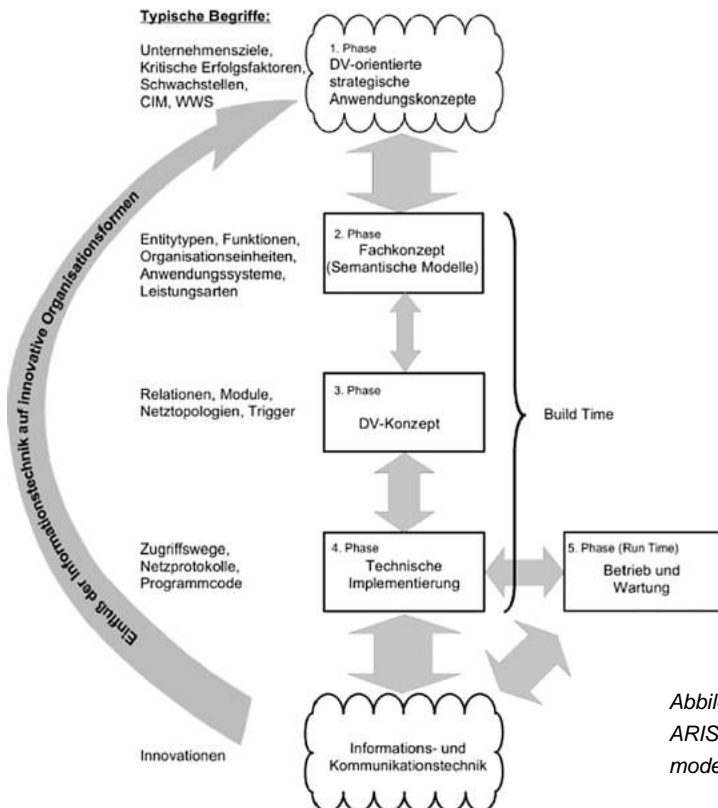 Typische Begriffe:
Unternehmensziele,
Kritische Erfolgsfaktoren,
Schwachstellen,
CIM, WWS
1. Phase
DV-orientierte
strategische
Anwendungskonzepte
Einfluß der Informationstechnik auf innovative Organisationsformen
Entitytypen, Funktionen,
Organisationseinheiten,
Anwendungssysteme,
Leistungsarten
2. Phase
Fachkonzept
(Semantische Modelle)
Relationen, Module,
Netztopologien, Trigger
3. Phase
DV-Konzept
Build Time
Zugriffswege,
Netzprotokolle,
Programmcode
4. Phase
Technische
Implementierung
5. Phase (Run Time)
Betrieb und
Wartung
Innovationen
Informations- und
Kommunikationstechnik
Abbil
ARIS
mode